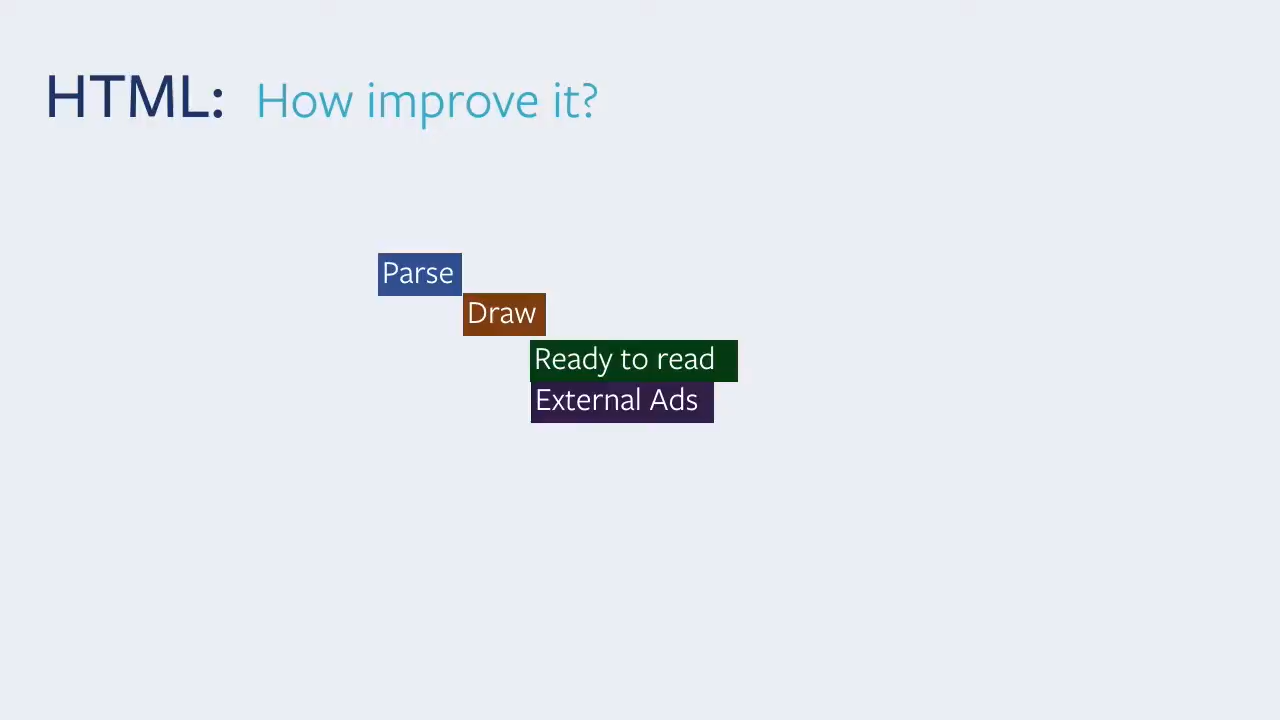 HTML: How improve it?
Parse
Draw
Ready to read
External Ads